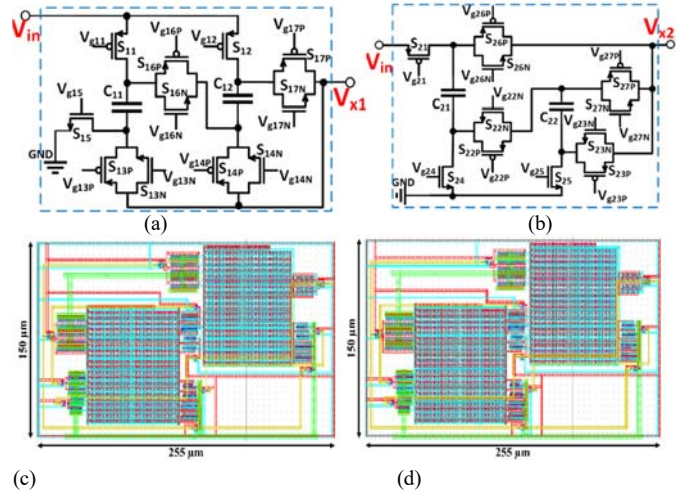 Vin
Vg11
S11
Vg12
S12
Vg16P
S16P
Vg17P
S17P
C11
S16N
C12
S17N
Vx1
Vg15
S15
Vg16N
Vg17N
GND
S13P
Vg13P
S13N
Vg13N
Vg14P
S14P
S14N
Vg14N
(a)
Vg26P
Vx2
S21
S26P
Vin
Vg21
S26N
Vg26N
Vg27P
S27P
C21
Vg22N
C22
S27N
S22N
Vg23N
Vg27N
S22P
S23N
Vg24
S24
Vg22P
Vg25
S25
S23P
Vg23P
GND
(b)
150 µm
255 µm
150 µm
255 µm
(c)
(d)